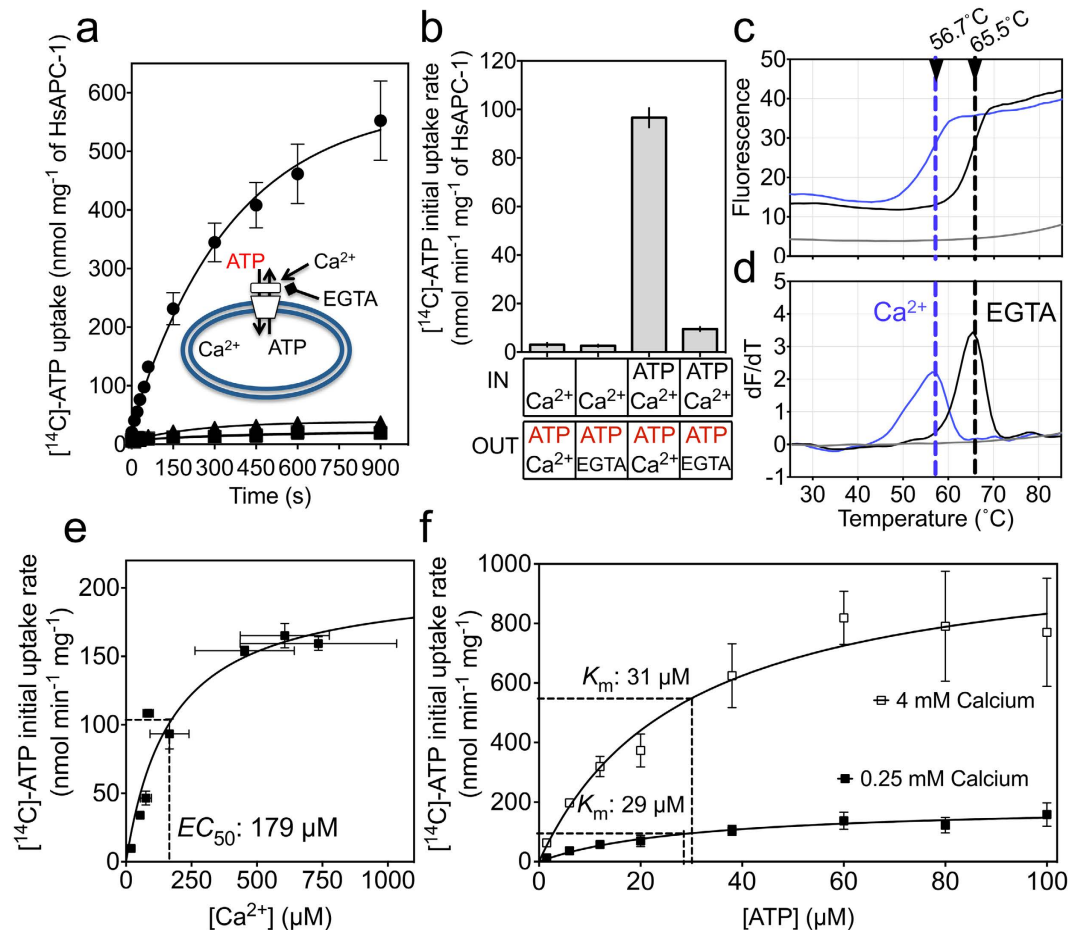 a
[¹⁴C]-ATP uptake (nmol mg⁻¹ of HsAPC-1)
600
500
400
300
200
100
0
0
150
300
450
600
750
900
Time (s)
ATP
Ca²⁺
EGTA
Ca²⁺
ATP
b
[¹⁴C]-ATP initial uptake rate
(nmol min⁻¹ mg⁻¹ of HsAPC-1)
120
100
80
60
40
20
0
IN
Ca²⁺
Ca²⁺
ATP
Ca²⁺
ATP
Ca²⁺
OUT
ATP
Ca²⁺
ATP
EGTA
ATP
Ca²⁺
ATP
EGTA
c
56.7˚C
65.5˚C
Fluorescence
50
40
30
20
10
0
d
Ca²⁺
EGTA
dF/dT
5
4
3
2
1
0
-1
30
40
50
60
70
80
Temperature (˚C)
e
[¹⁴C]-ATP initial uptake rate
(nmol min⁻¹ mg⁻¹)
200
150
100
50
0
EC₅₀: 179 µM
0
250
500
750
1000
[Ca²⁺] (µM)
f
[¹⁴C]-ATP initial uptake rate
(nmol min⁻¹ mg⁻¹)
1000
800
600
400
200
0
Kₘ: 31 µM
4 mM Calcium
Kₘ: 29 µM
0.25 mM Calcium
0
20
40
60
80
100
[ATP] (µM)